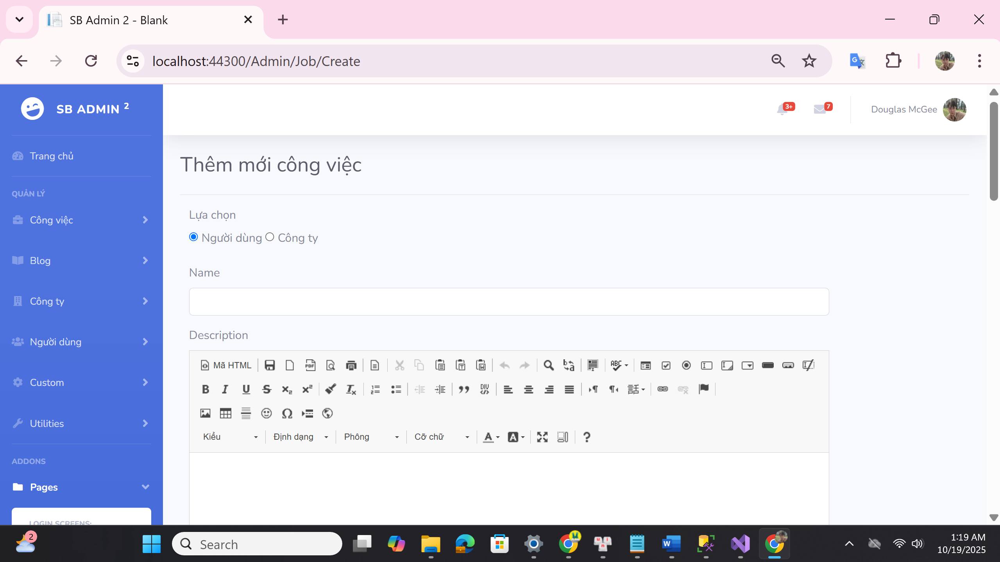 SB Admin 2 - Blank
localhost:44300/Admin/Job/Create
SB ADMIN 2
3+
7
Douglas McGee
Trang chủ
QUẢN LÝ
Công việc
Blog
Công ty
Người dùng
Custom
Utilities
ADDONS
Pages
LOGIN SCREENS:
Thêm mới công việc
Lựa chọn
Người dùng Công ty
Name
Description
Mã HTML
Kiểu Định dạng Phông Cỡ chữ
2
Search
1:19 AM
10/19/2025